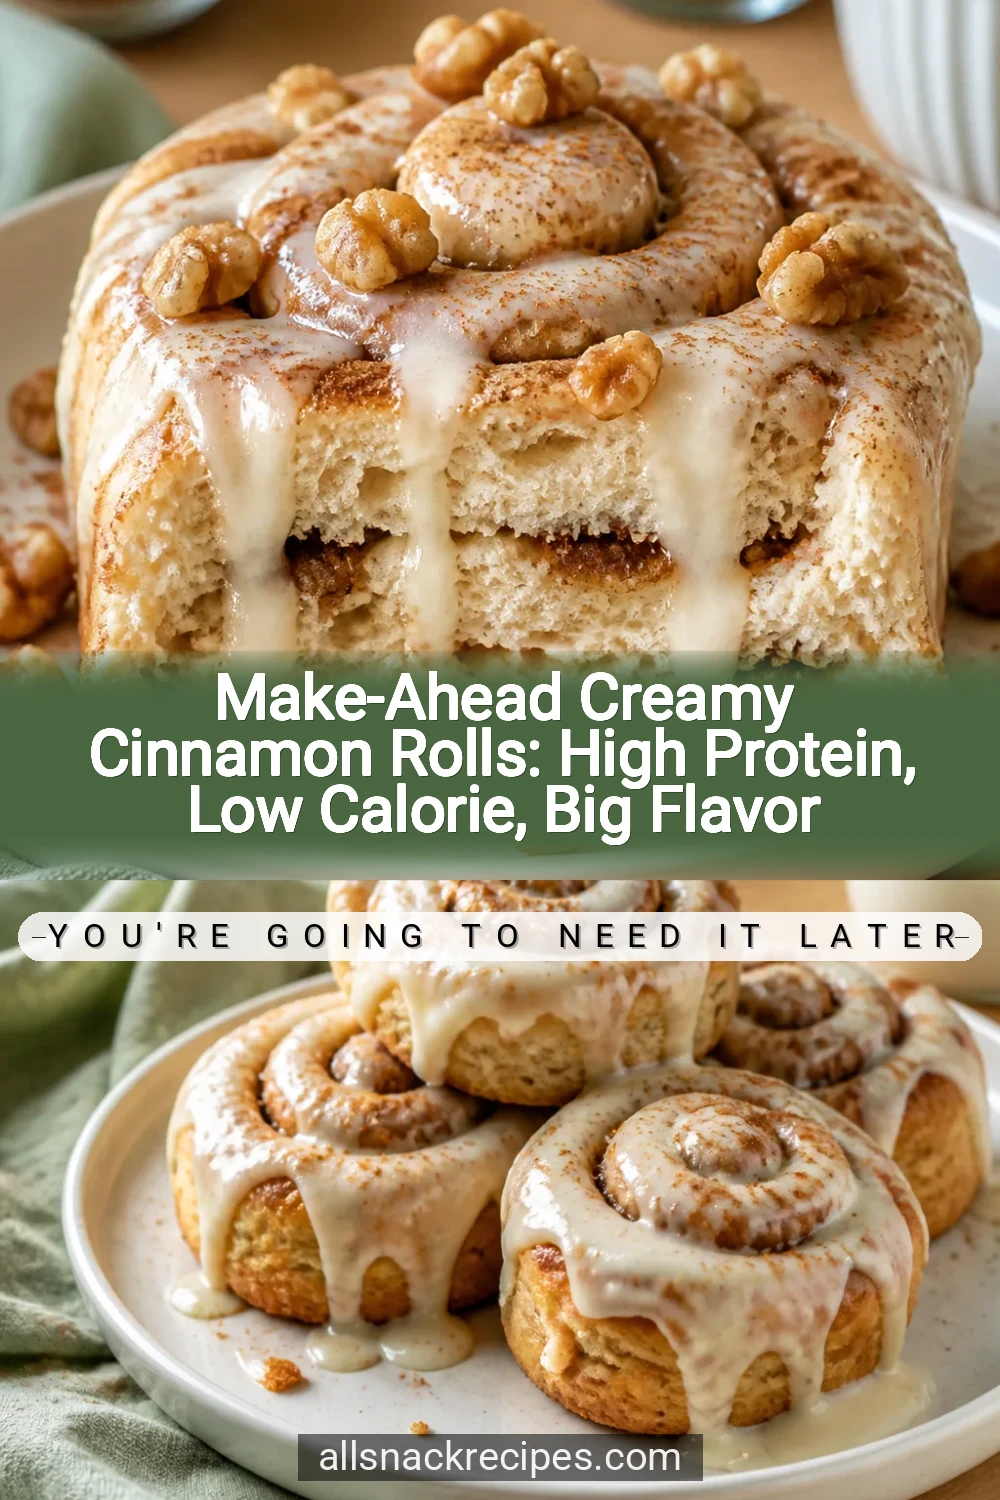 Make-Ahead Creamy
Cinnamon Rolls: High Protein,
Low Calorie, Big Flavor
–YOU'RE GOING TO NEED IT LATER–
allsnackrecipes.com